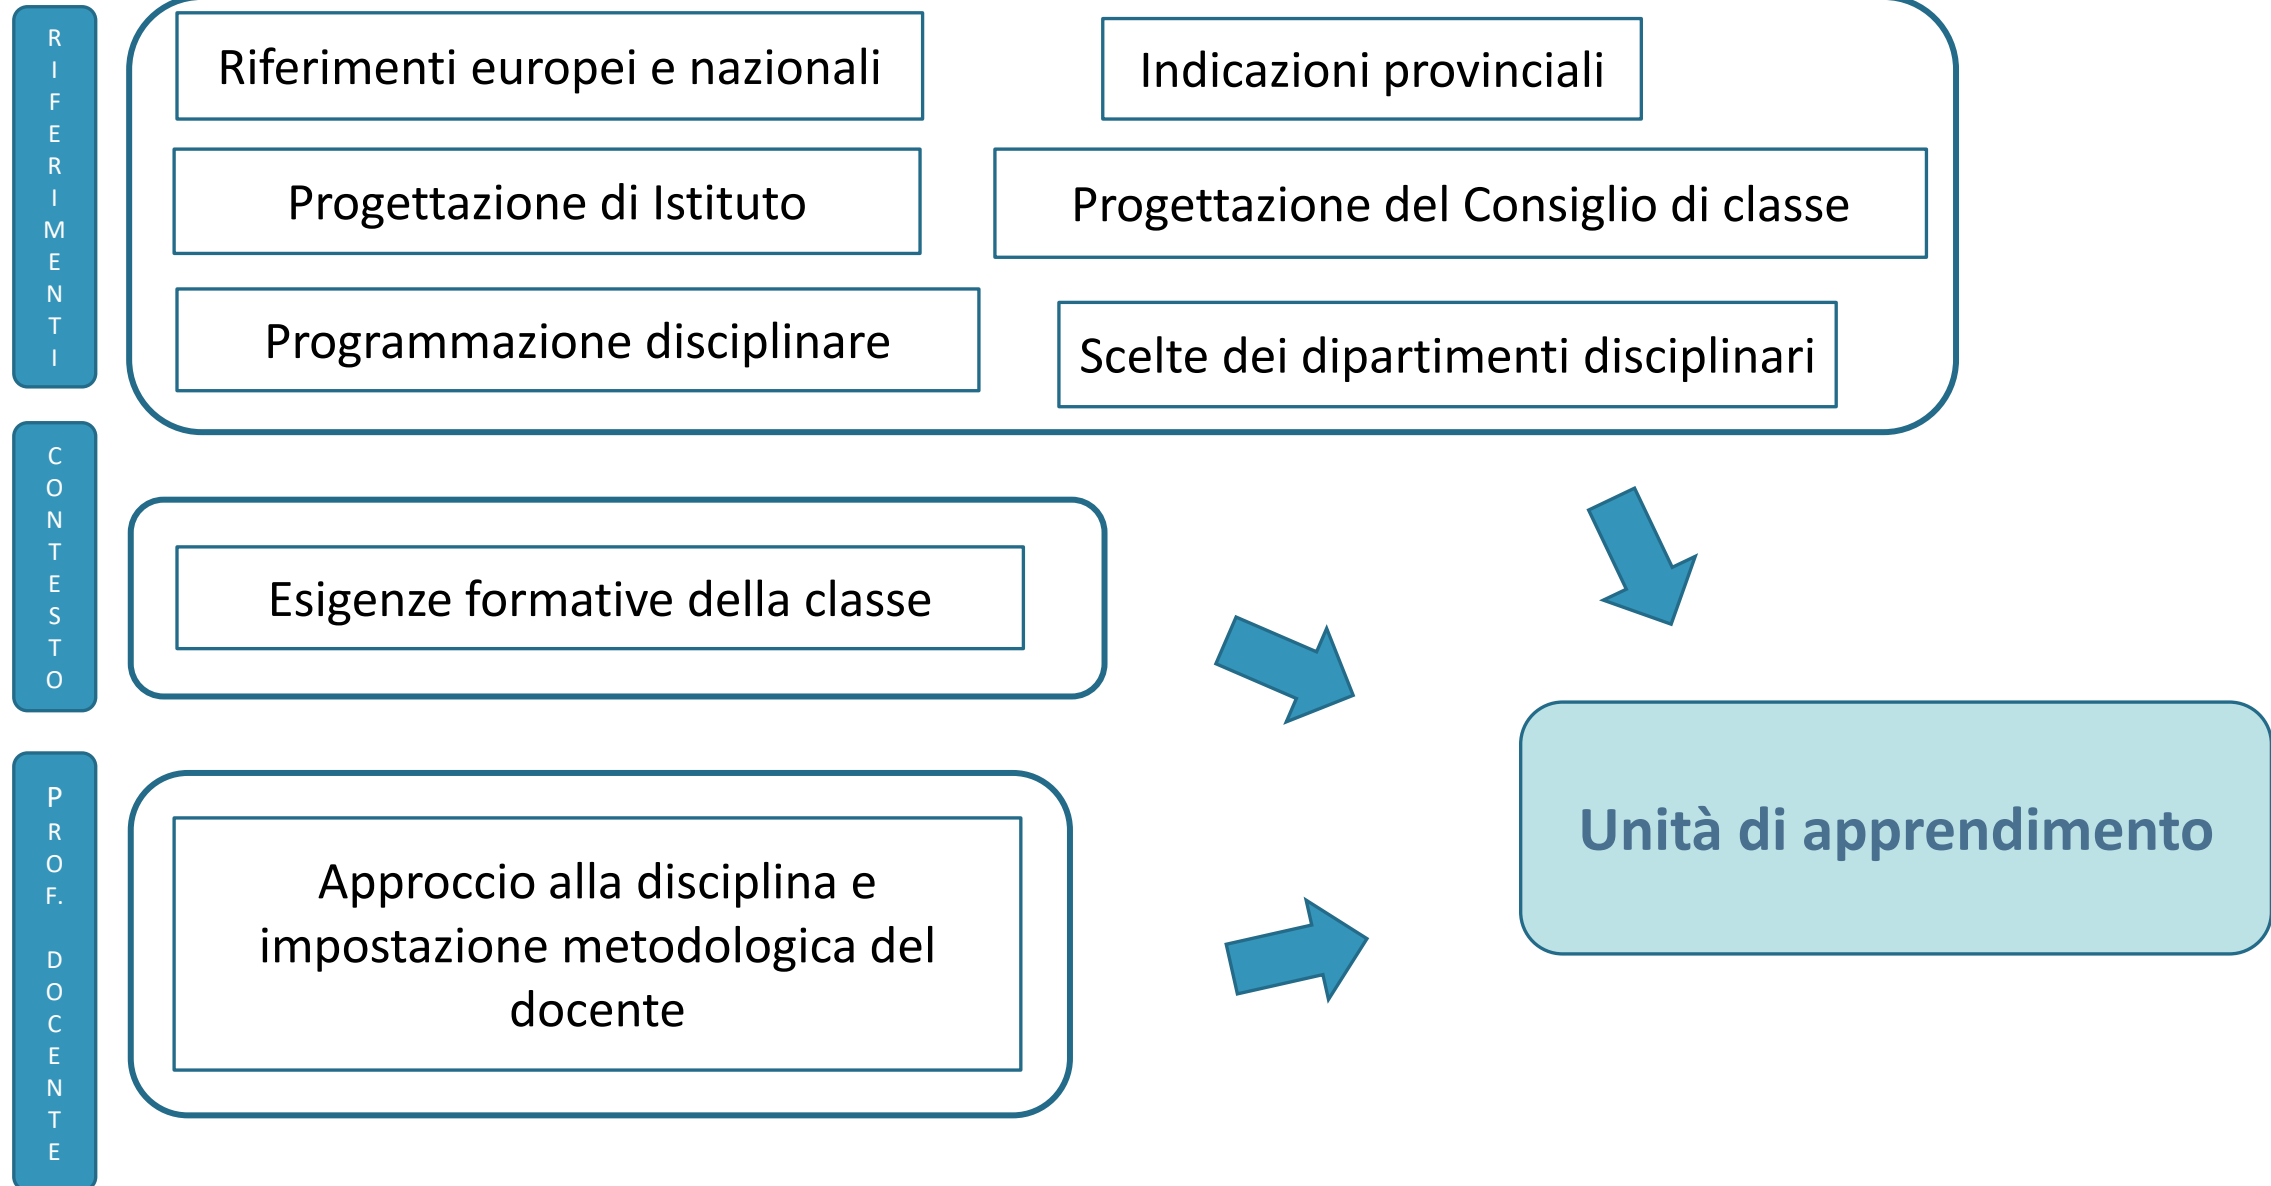 RIFERIMENTI
Riferimenti europei e nazionali
Indicazioni provinciali
Progettazione di Istituto
Progettazione del Consiglio di classe
Programmazione disciplinare
Scelte dei dipartimenti disciplinari
CONTESTO
Esigenze formative della classe
PROF. DOCENTE
Approccio alla disciplina e
impostazione metodologica del
docente
Unità di apprendimento